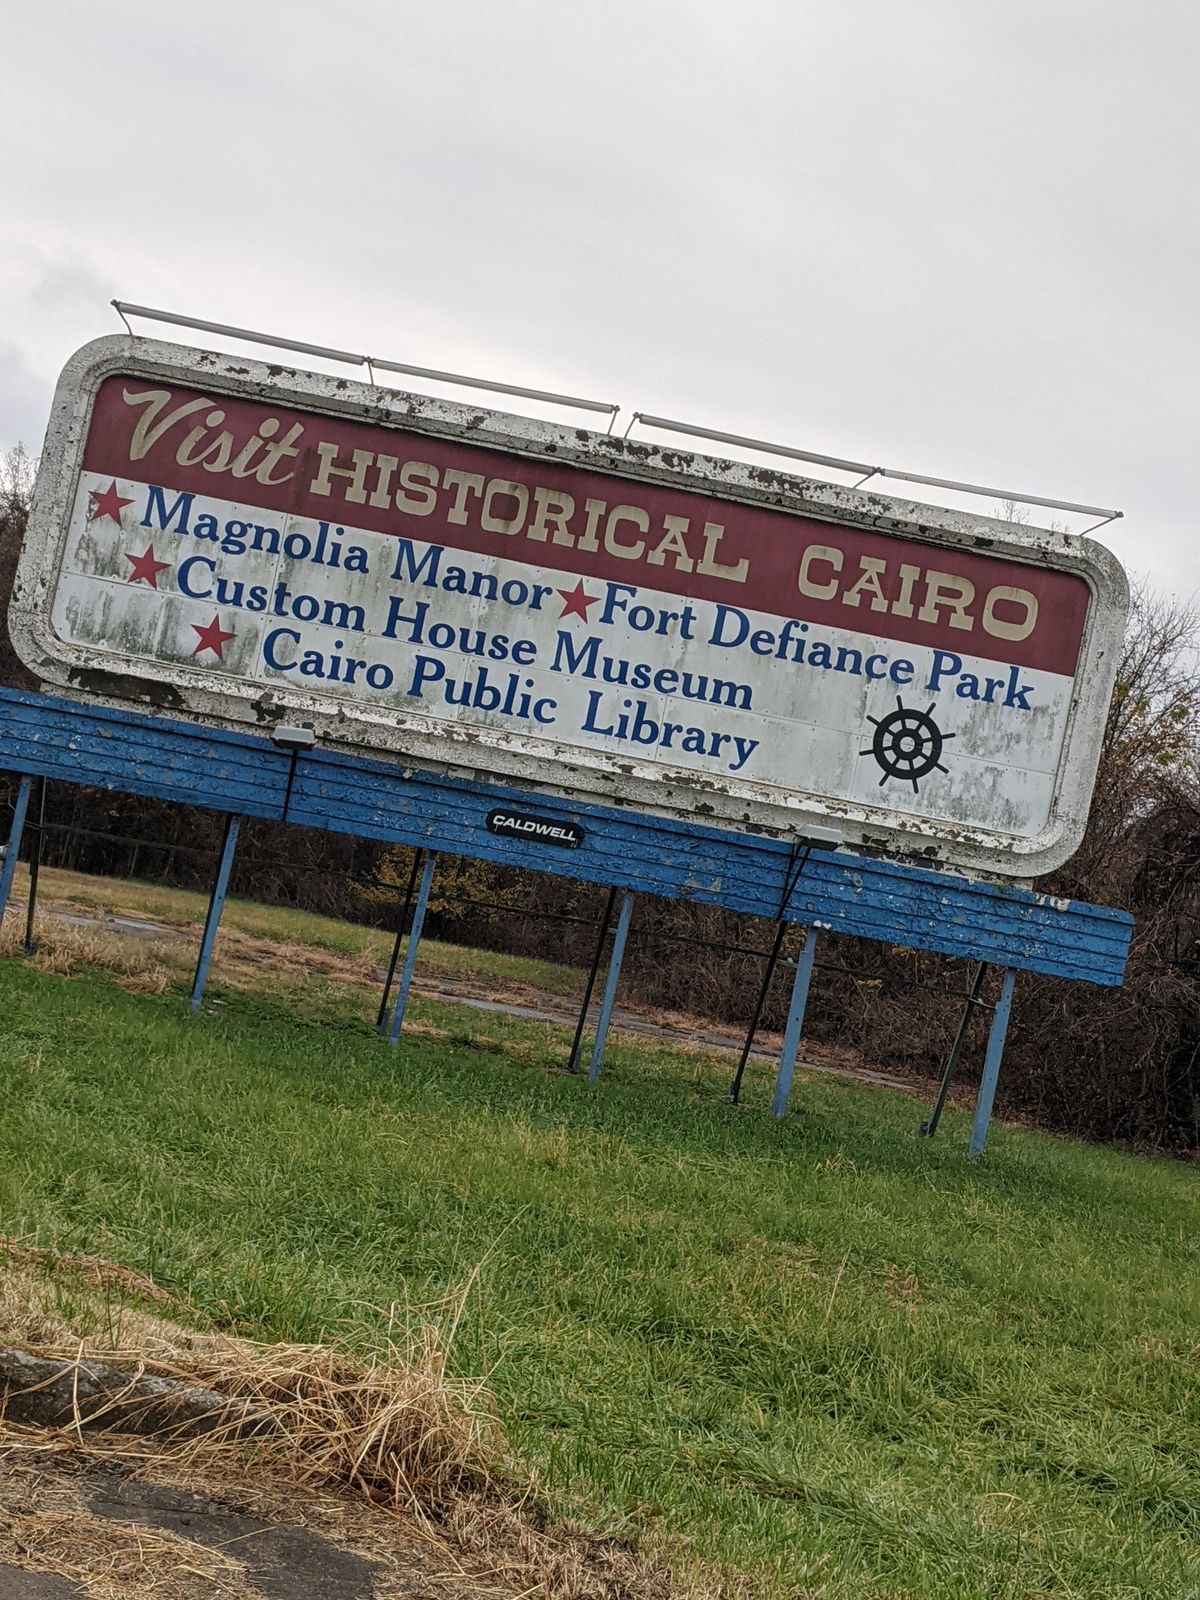 Visit HISTORICAL CAIRO
Magnolia Manor Fort Defiance Park
Custom House Museum
Cairo Public Library
CALDWELL